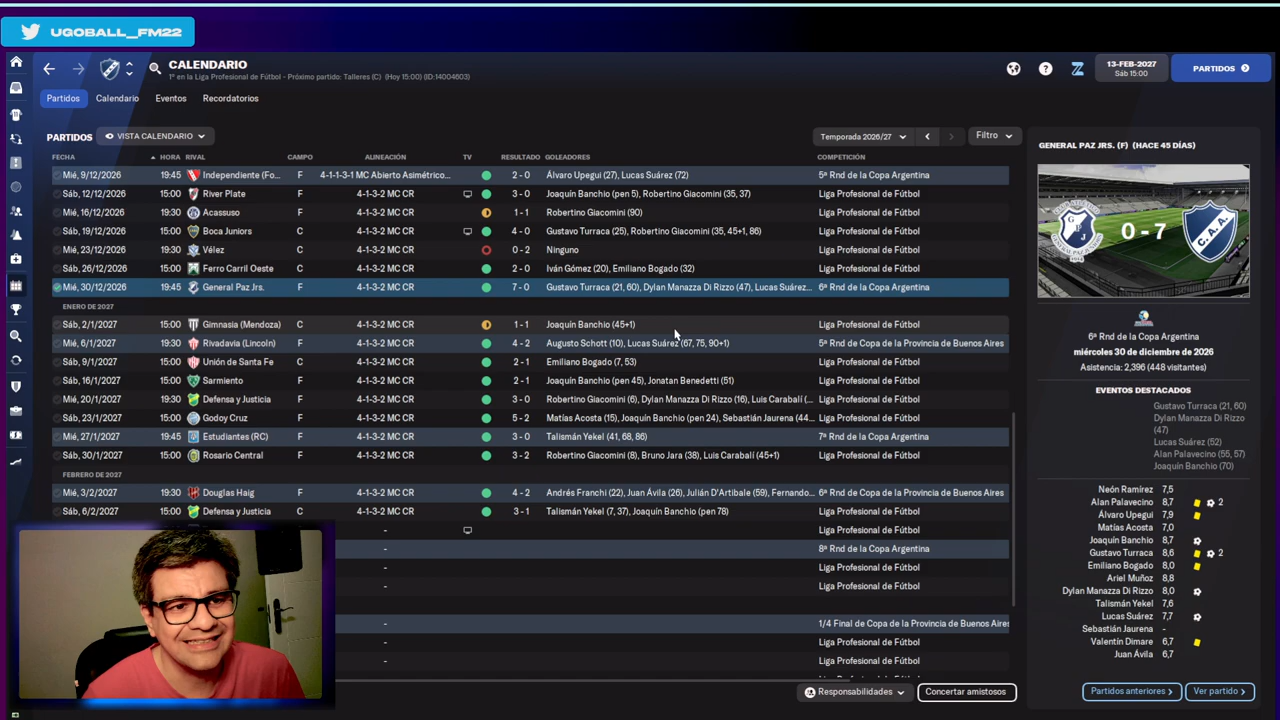 UGOBALL_FM22
CALENDARIO
1º en la Liga Profesional de Fútbol - Próximo partido: Talleres (C) (Hoy 15:00) (ID:14004603)
13-FEB-2027
Sáb 15:00
PARTIDOS
Partidos Calendario Eventos Recordatorios
PARTIDOS VISTA CALENDARIO Temporada 2026/27 Filtro
FECHA HORA RIVAL CAMPO ALINEACIÓN TV RESULTADO GOLEADORES COMPETICIÓN
Mié, 9/12/2026 19:45 Independiente (Fo... F 4-1-1-3-1 MC Abierto Asimétrico... 2 - 0 Álvaro Upegui (27), Lucas Suárez (72) 5ª Rnd de la Copa Argentina
Sáb, 12/12/2026 15:00 River Plate F 4-1-3-2 MC CR 3 - 0 Joaquín Banchio (pen 5), Robertino Giacomini (35, 37) Liga Profesional de Fútbol
Mié, 16/12/2026 19:30 Acassuso F 4-1-3-2 MC CR 1 - 1 Robertino Giacomini (90) Liga Profesional de Fútbol
Sáb, 19/12/2026 15:00 Boca Juniors C 4-1-3-2 MC CR 4 - 0 Gustavo Turraca (25), Robertino Giacomini (35, 45+1, 86) Liga Profesional de Fútbol
Mié, 23/12/2026 19:30 Vélez C 4-1-3-2 MC CR 0 - 2 Ninguno Liga Profesional de Fútbol
Sáb, 26/12/2026 15:00 Ferro Carril Oeste C 4-1-3-2 MC CR 2 - 0 Iván Gómez (20), Emiliano Bogado (32) Liga Profesional de Fútbol
Mié, 30/12/2026 19:45 General Paz Jrs. F 4-1-3-2 MC CR 7 - 0 Gustavo Turraca (21, 60), Dylan Manazza Di Rizzo (47), Lucas Suárez... 6ª Rnd de la Copa Argentina
ENERO DE 2027
Sáb, 2/1/2027 15:00 Gimnasia (Mendoza) C 4-1-3-2 MC CR 1 - 1 Joaquín Banchio (45+1) Liga Profesional de Fútbol
Mié, 6/1/2027 19:30 Rivadavia (Lincoln) F 4-1-3-2 MC CR 4 - 2 Augusto Schott (10), Lucas Suárez (67, 75, 90+1) 5ª Rnd de Copa de la Provincia de Buenos Aires
Sáb, 9/1/2027 15:00 Unión de Santa Fe C 4-1-3-2 MC CR 2 - 1 Emiliano Bogado (7, 53) Liga Profesional de Fútbol
Sáb, 16/1/2027 15:00 Sarmiento F 4-1-3-2 MC CR 2 - 1 Joaquín Banchio (pen 45), Jonatan Benedetti (51) Liga Profesional de Fútbol
Mié, 20/1/2027 19:30 Defensa y Justicia F 4-1-3-2 MC CR 3 - 0 Robertino Giacomini (6), Dylan Manazza Di Rizzo (16), Luis Carabalí (... Liga Profesional de Fútbol
Sáb, 23/1/2027 15:00 Godoy Cruz F 4-1-3-2 MC CR 5 - 2 Matías Acosta (15), Joaquín Banchio (pen 24), Sebastián Jaurena (44... Liga Profesional de Fútbol
Mié, 27/1/2027 19:45 Estudiantes (RC) F 4-1-3-2 MC CR 3 - 0 Talismán Yekel (41, 68, 86) 7ª Rnd de la Copa Argentina
Sáb, 30/1/2027 15:00 Rosario Central F 4-1-3-2 MC CR 3 - 2 Robertino Giacomini (8), Bruno Jara (38), Luis Carabalí (45+1) Liga Profesional de Fútbol
FEBRERO DE 2027
Mié, 3/2/2027 19:30 Douglas Haig F 4-1-3-2 MC CR 4 - 2 Andrés Franchi (22), Juan Ávila (26), Julián D'Artibale (59), Fernando... 6ª Rnd de Copa de la Provincia de Buenos Aires
Sáb, 6/2/2027 15:00 Defensa y Justicia C 4-1-3-2 MC CR 3 - 1 Talismán Yekel (7, 37), Joaquín Banchio (pen 78) Liga Profesional de Fútbol
- Liga Profesional de Fútbol
- 8ª Rnd de la Copa Argentina
- Liga Profesional de Fútbol
- Liga Profesional de Fútbol
- 1/4 Final de Copa de la Provincia de Buenos Aires
- Liga Profesional de Fútbol
- Liga Profesional de Fútbol
Responsabilidades Concertar amistosos
GENERAL PAZ JRS. (F) (HACE 45 DÍAS)
G P J
0 - 7
C.A.A.
6ª Rnd de la Copa Argentina
miércoles 30 de diciembre de 2026
Asistencia: 2,396 (448 visitantes)
EVENTOS DESTACADOS
Gustavo Turraca (21, 60)
Dylan Manazza Di Rizzo
(47)
Lucas Suárez (52)
Alan Palavecino (55, 57)
Joaquín Banchio (70)
Neón Ramírez 7,5
Alan Palavecino 8,7 2
Álvaro Upegui 7,9
Matías Acosta 7,0
Joaquín Banchio 8,7
Gustavo Turraca 8,6 2
Emiliano Bogado 8,0
Ariel Muñoz 8,8
Dylan Manazza Di Rizzo 8,0
Talismán Yekel 7,6
Lucas Suárez 7,7
Sebastián Jaurena -
Valentín Dimare 6,7
Juan Ávila 6,7
Partidos anteriores Ver partido